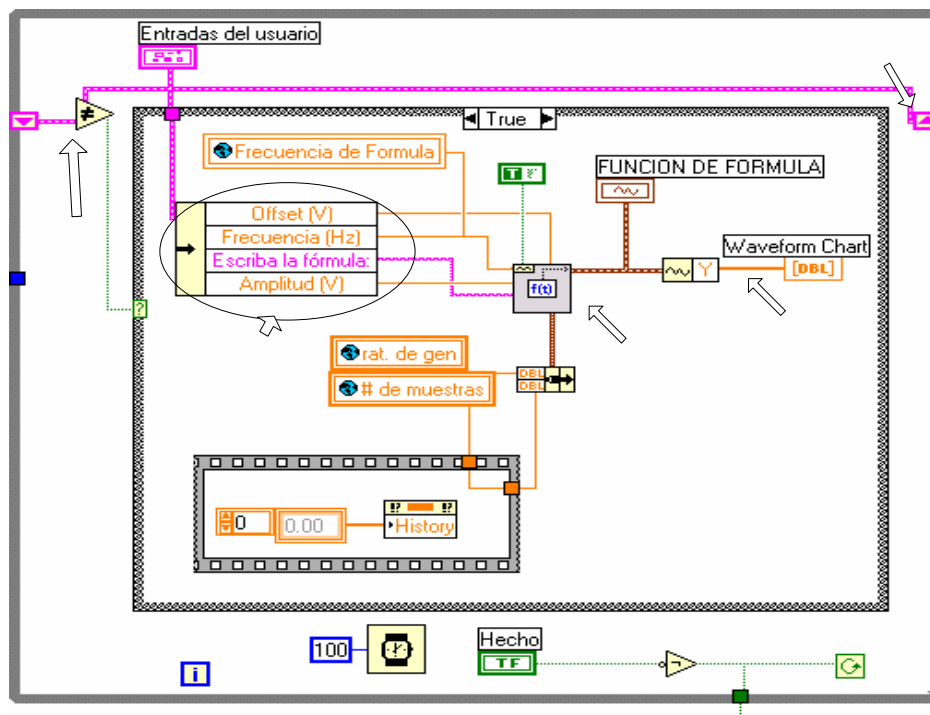 Entradas del usuario
≠
True
Frecuencia de Formula
T F
FUNCION DE FORMULA
Offset (V)
Frecuencia (Hz)
Escriba la fórmula:
Amplitud (V)
Waveform Chart
Y
[DBL]
f(t)
?
rat. de gen
# de muestras
DBL
DBL
0
0.00
!? !?
History
100
Hecho
TF
i